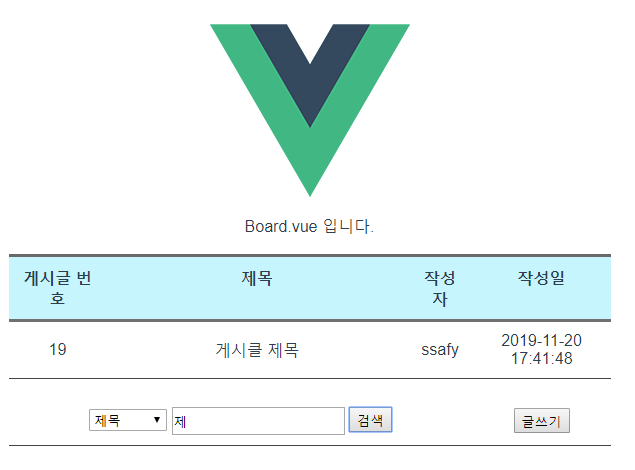 Board.vue 입니다.
게시글 번호 제목 작성자 작성일
19 게시클 제목 ssafy 2019-11-20 17:41:48
제목 제 검색 글쓰기